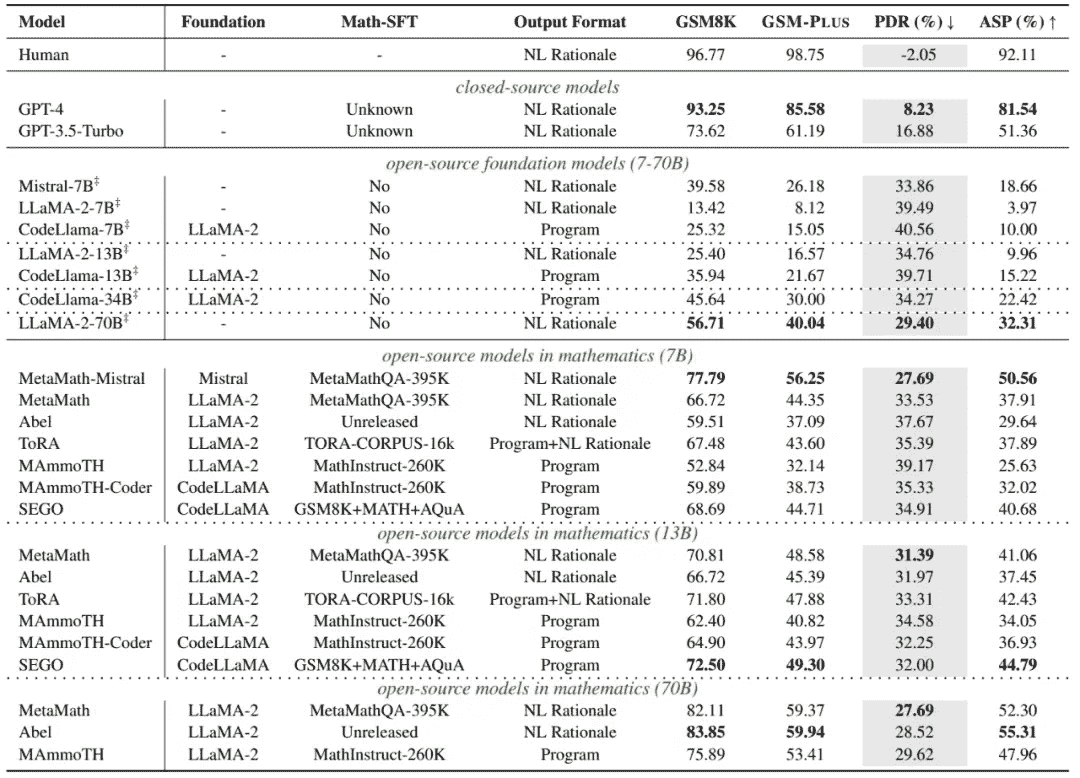 Model Foundation Math-SFT Output Format GSM8K GSM-PLUS PDR (%) ↓ ASP (%) ↑
Human - - NL Rationale 96.77 98.75 -2.05 92.11
closed-source models
GPT-4 - Unknown NL Rationale 93.25 85.58 8.23 81.54
GPT-3.5-Turbo - Unknown NL Rationale 73.62 61.19 16.88 51.36
open-source foundation models (7-70B)
Mistral-7B‡ - No NL Rationale 39.58 26.18 33.86 18.66
LLaMA-2-7B‡ - No NL Rationale 13.42 8.12 39.49 3.97
CodeLlama-7B‡ LLaMA-2 No Program 25.32 15.05 40.56 10.00
LLaMA-2-13B‡ - No NL Rationale 25.40 16.57 34.76 9.96
CodeLlama-13B‡ LLaMA-2 No Program 35.94 21.67 39.71 15.22
CodeLlama-34B‡ LLaMA-2 No Program 45.64 30.00 34.27 22.42
LLaMA-2-70B‡ - No NL Rationale 56.71 40.04 29.40 32.31
open-source models in mathematics (7B)
MetaMath-Mistral Mistral MetaMathQA-395K NL Rationale 77.79 56.25 27.69 50.56
MetaMath LLaMA-2 MetaMathQA-395K NL Rationale 66.72 44.35 33.53 37.91
Abel LLaMA-2 Unreleased NL Rationale 59.51 37.09 37.67 29.64
ToRA LLaMA-2 TORA-CORPUS-16k Program+NL Rationale 67.48 43.60 35.39 37.89
MAmmoTH LLaMA-2 MathInstruct-260K Program 52.84 32.14 39.17 25.63
MAmmoTH-Coder CodeLLaMA MathInstruct-260K Program 59.89 38.73 35.33 32.02
SEGO CodeLLaMA GSM8K+MATH+AQuA Program 68.69 44.71 34.91 40.68
open-source models in mathematics (13B)
MetaMath LLaMA-2 MetaMathQA-395K NL Rationale 70.81 48.58 31.39 41.06
Abel LLaMA-2 Unreleased NL Rationale 66.72 45.39 31.97 37.45
ToRA LLaMA-2 TORA-CORPUS-16k Program+NL Rationale 71.80 47.88 33.31 42.43
MAmmoTH LLaMA-2 MathInstruct-260K Program 62.40 40.82 34.58 34.05
MAmmoTH-Coder CodeLLaMA MathInstruct-260K Program 64.90 43.97 32.25 36.93
SEGO CodeLLaMA GSM8K+MATH+AQuA Program 72.50 49.30 32.00 44.79
open-source models in mathematics (70B)
MetaMath LLaMA-2 MetaMathQA-395K NL Rationale 82.11 59.37 27.69 52.30
Abel LLaMA-2 Unreleased NL Rationale 83.85 59.94 28.52 55.31
MAmmoTH LLaMA-2 MathInstruct-260K Program 75.89 53.41 29.62 47.96